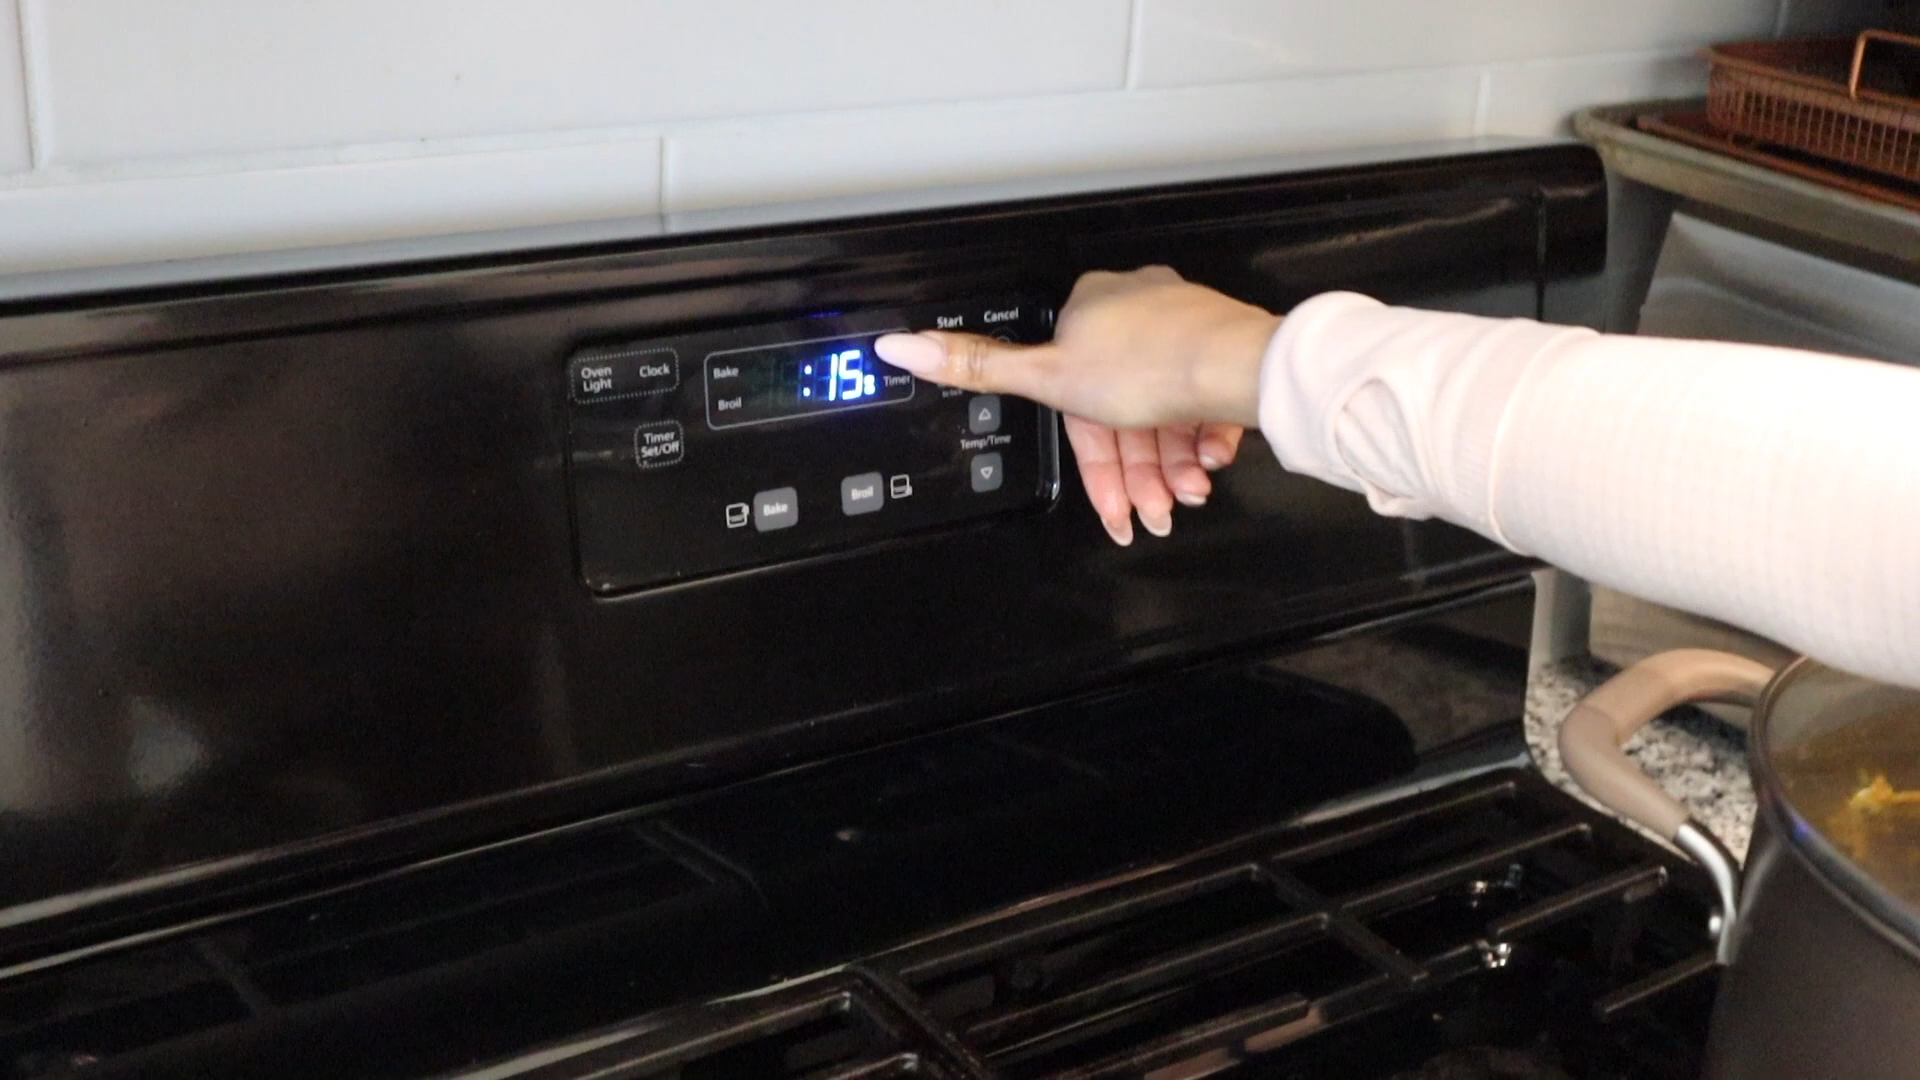 Start
Cancel
Oven
Light
Clock
Bake
:15
Timer
Broil
Timer
Set/Off
Temp/Time
Bake
Broil